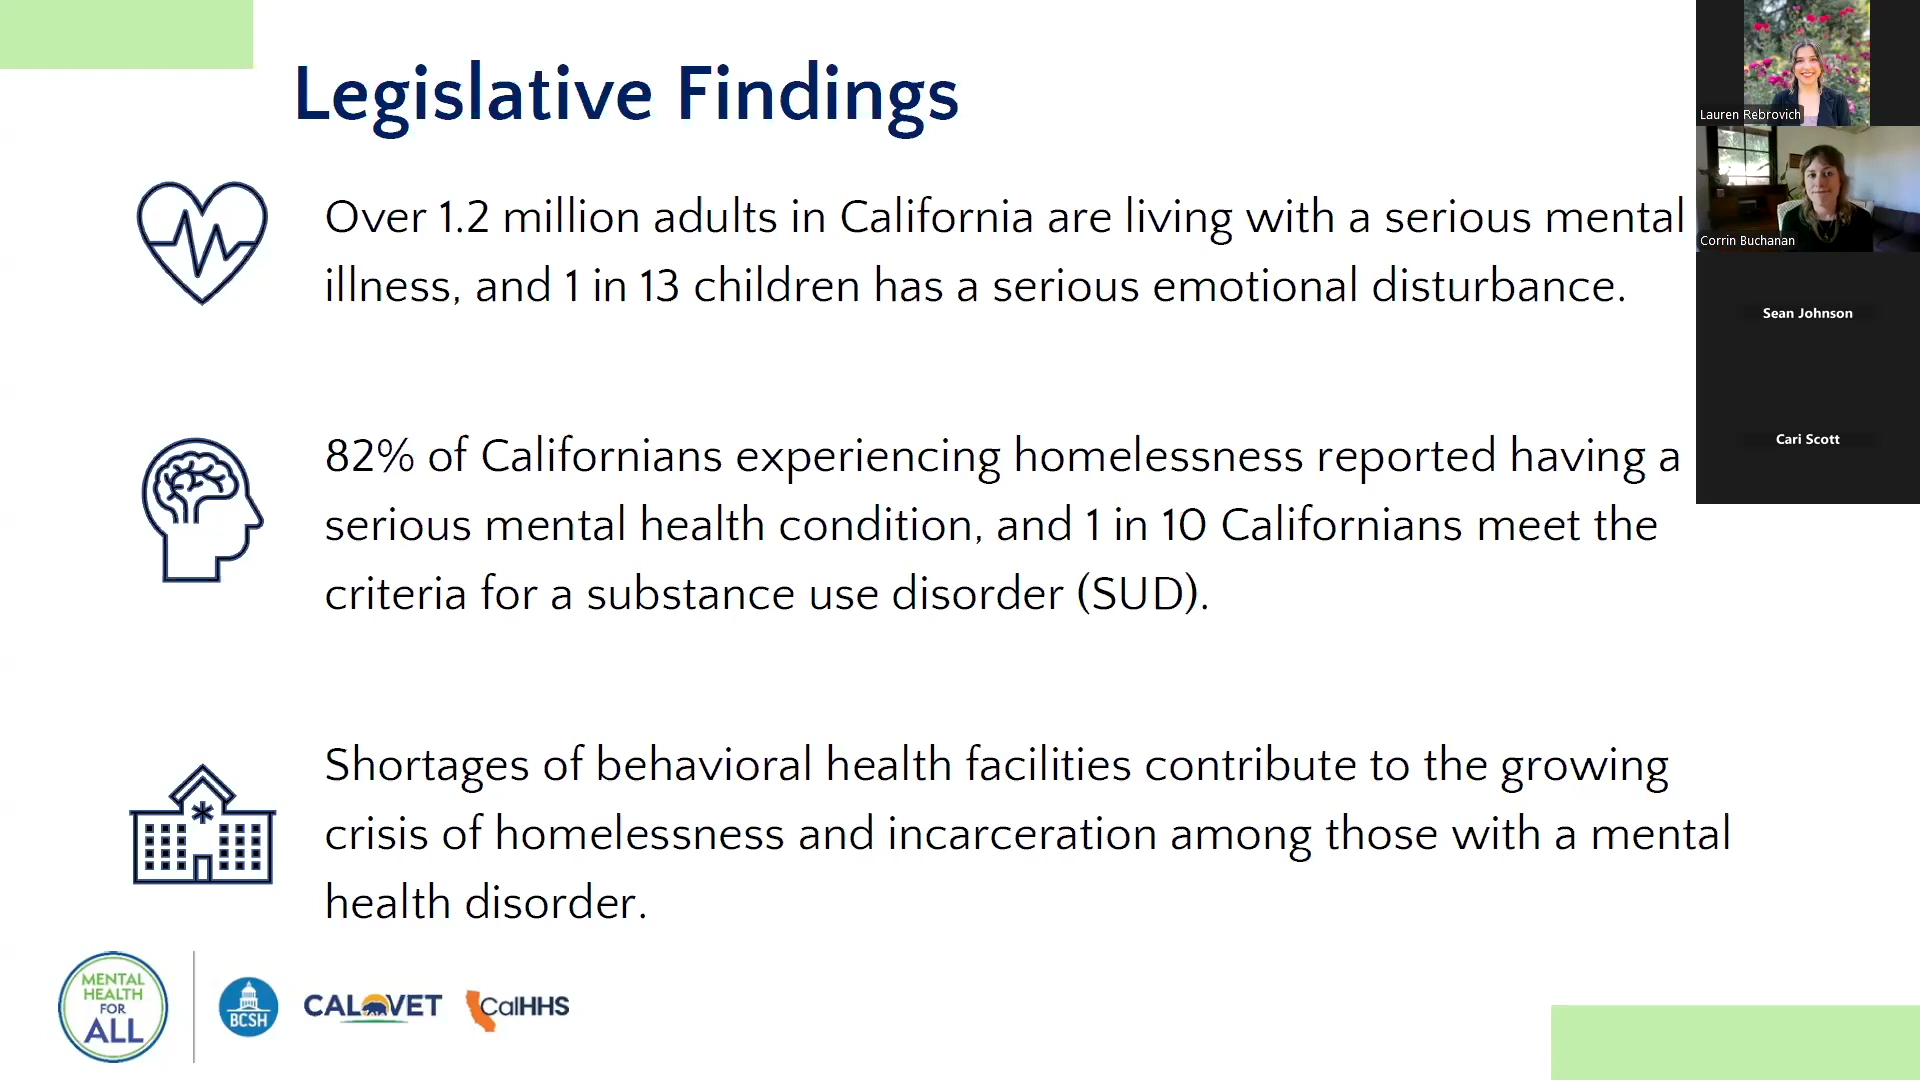 Legislative Findings
Over 1.2 million adults in California are living with a serious mental
illness, and 1 in 13 children has a serious emotional disturbance.
82% of Californians experiencing homelessness reported having a
serious mental health condition, and 1 in 10 Californians meet the
criteria for a substance use disorder (SUD).
Shortages of behavioral health facilities contribute to the growing
crisis of homelessness and incarceration among those with a mental
health disorder.
MENTAL
HEALTH
FOR
ALL
BCSH
CALVET
CalHHS
Lauren Rebrovich
Corrin Buchanan
Sean Johnson
Cari Scott